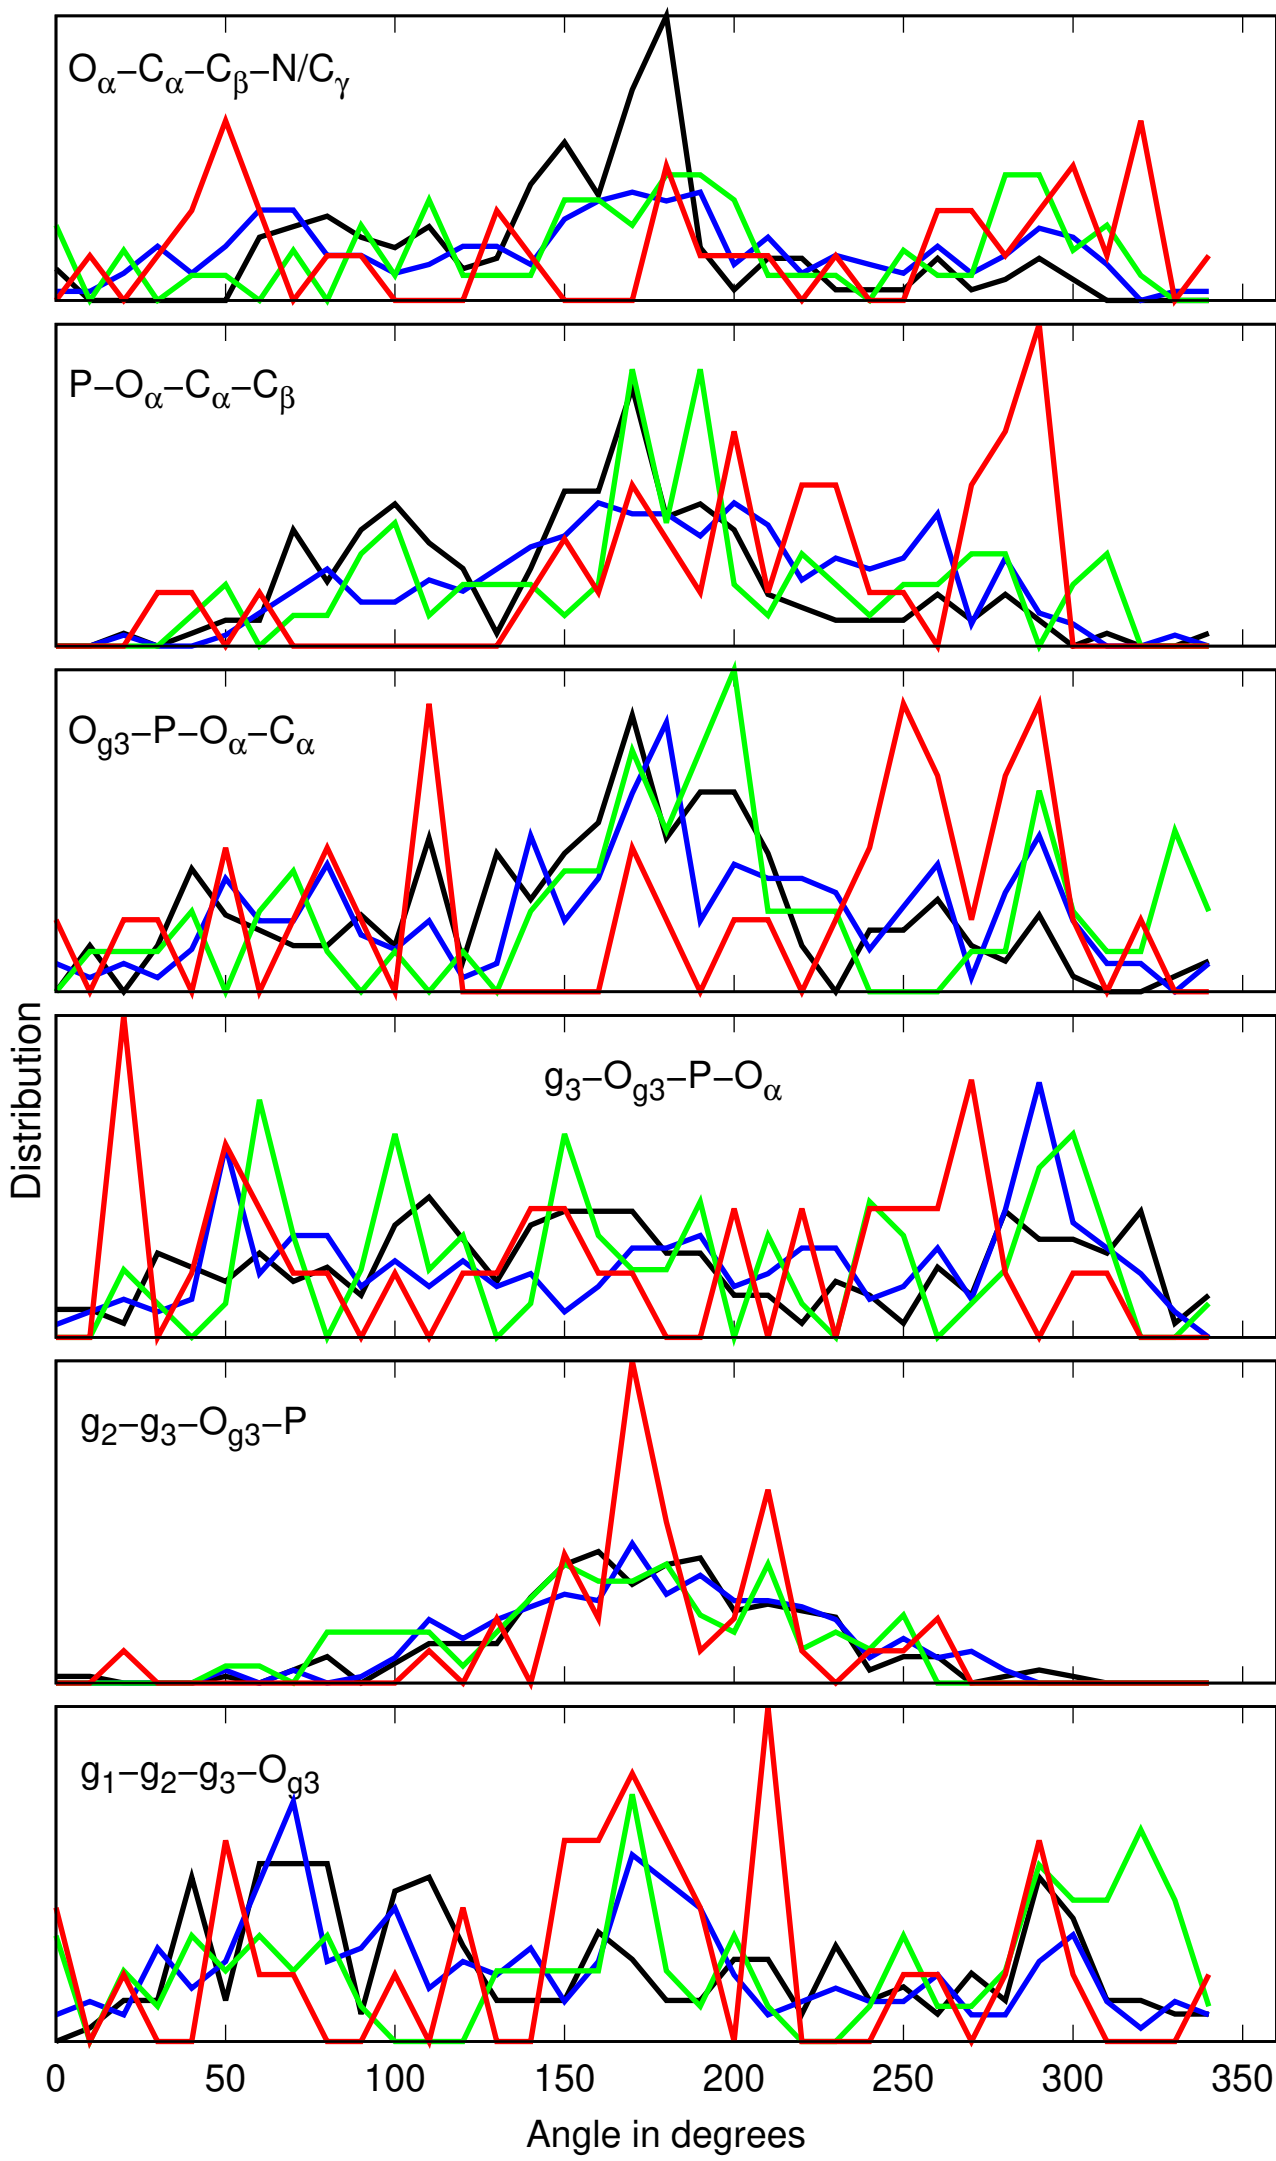 Oα–Cα–Cβ–N/Cγ
P–Oα–Cα–Cβ
Og3–P–Oα–Cα
g3–Og3–P–Oα
g2–g3–Og3–P
g1–g2–g3–Og3
Distribution
0 50 100 150 200 250 300 350
Angle in degrees